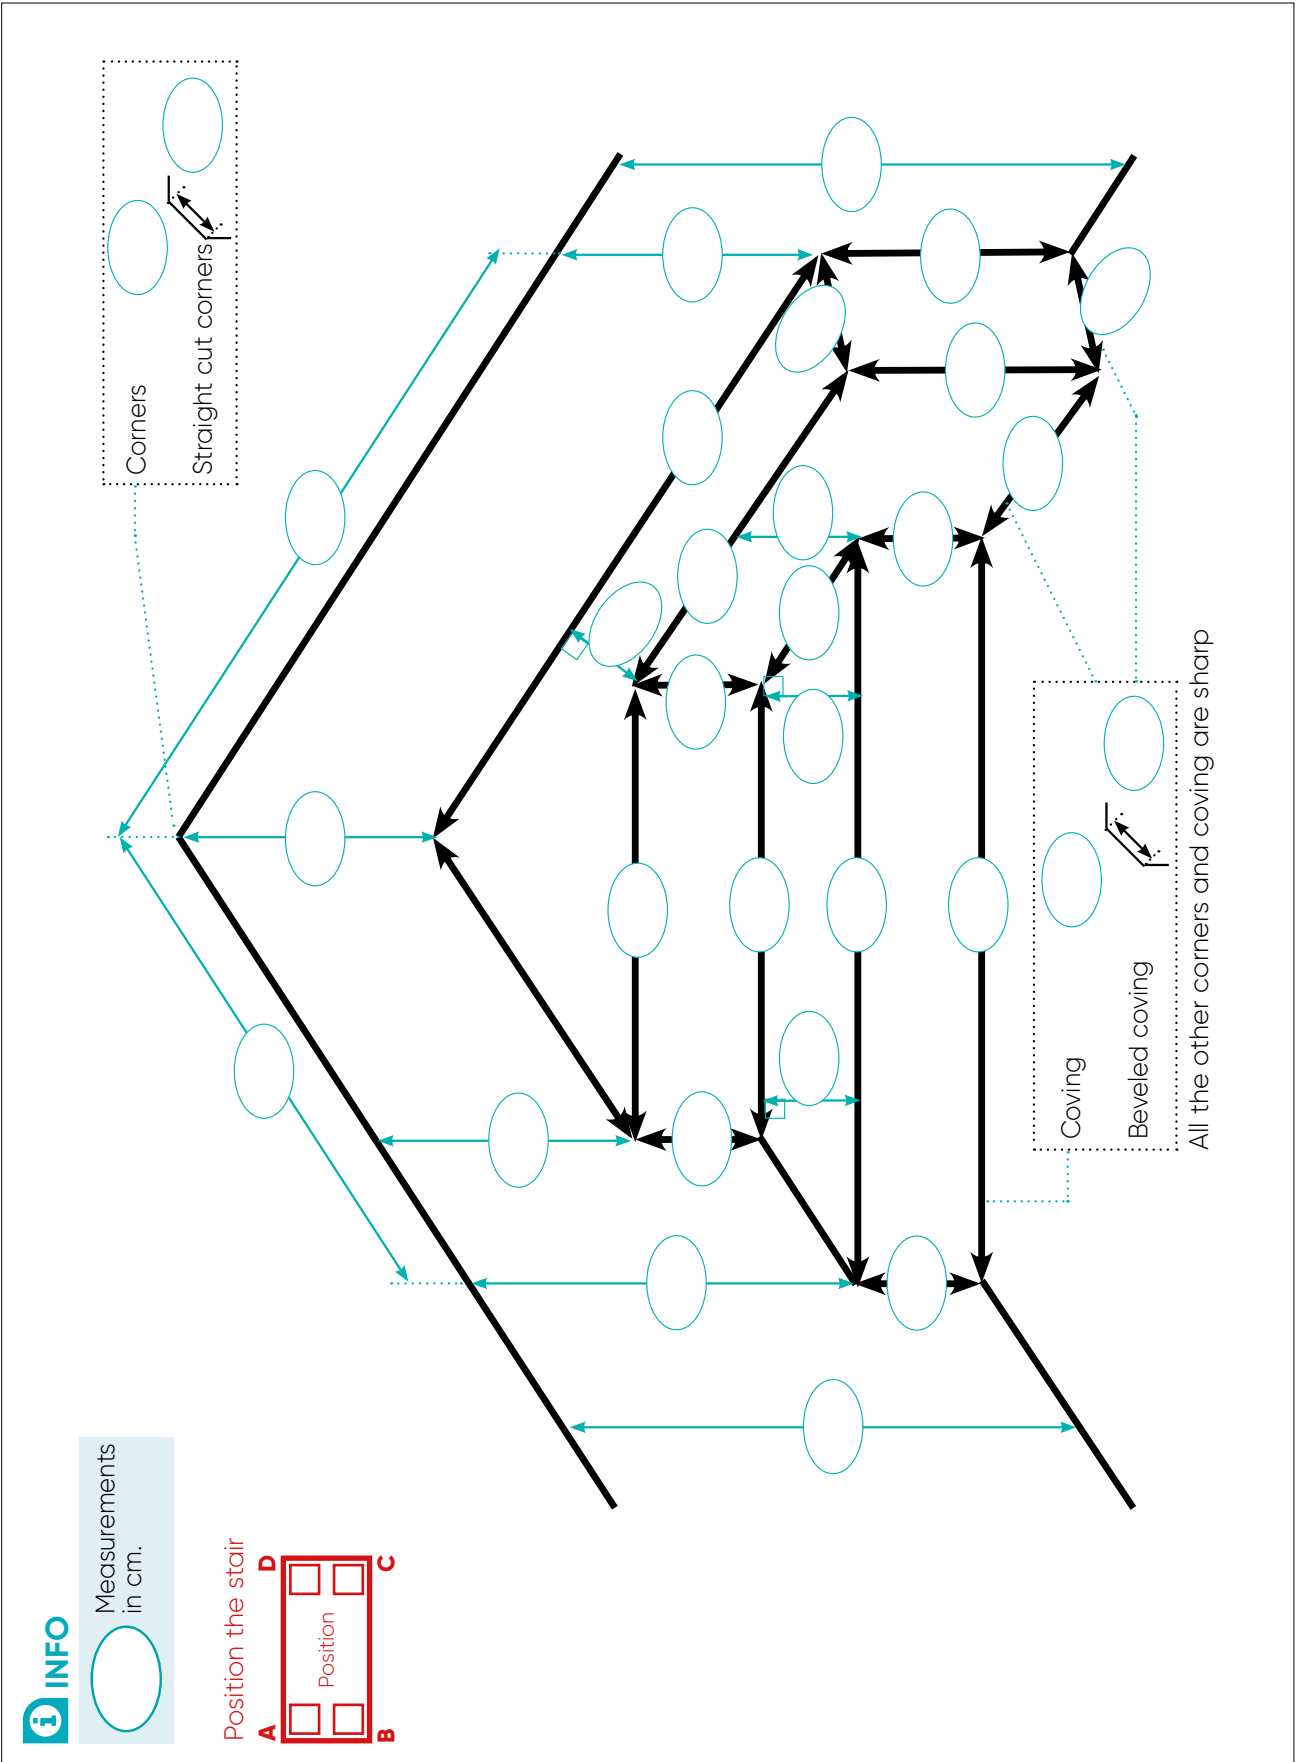 i INFO
Measurements
in cm.
Position the stair
A
D
Position
B
C
Corners
Straight cut corners
Coving
Beveled coving
All the other corners and coving are sharp